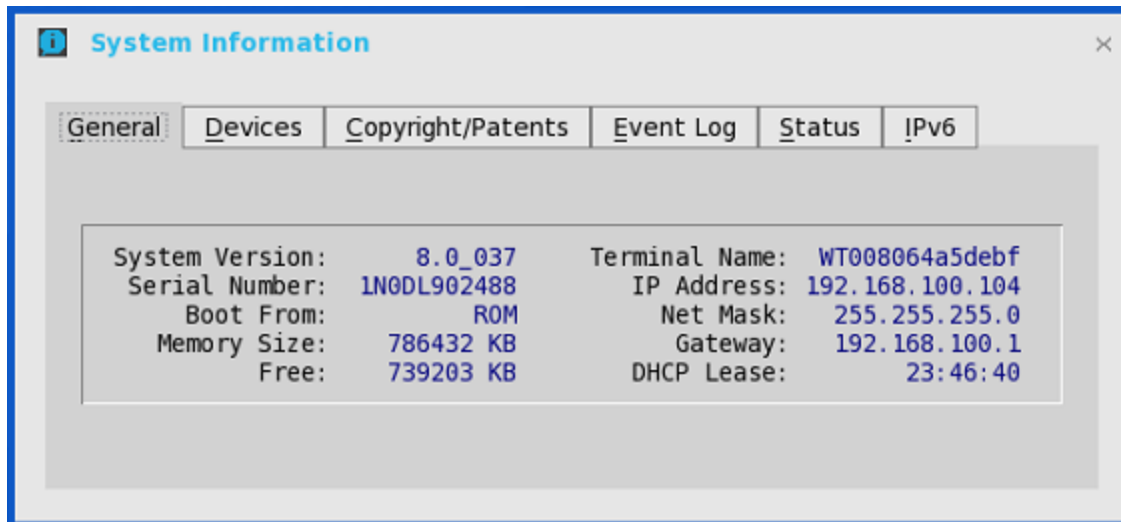 System Information
General Devices Copyright/Patents Event Log Status IPv6
System Version: 8.0_037 Terminal Name: WT008064a5debf
Serial Number: 1N0DL902488 IP Address: 192.168.100.104
Boot From: ROM Net Mask: 255.255.255.0
Memory Size: 786432 KB Gateway: 192.168.100.1
Free: 739203 KB DHCP Lease: 23:46:40